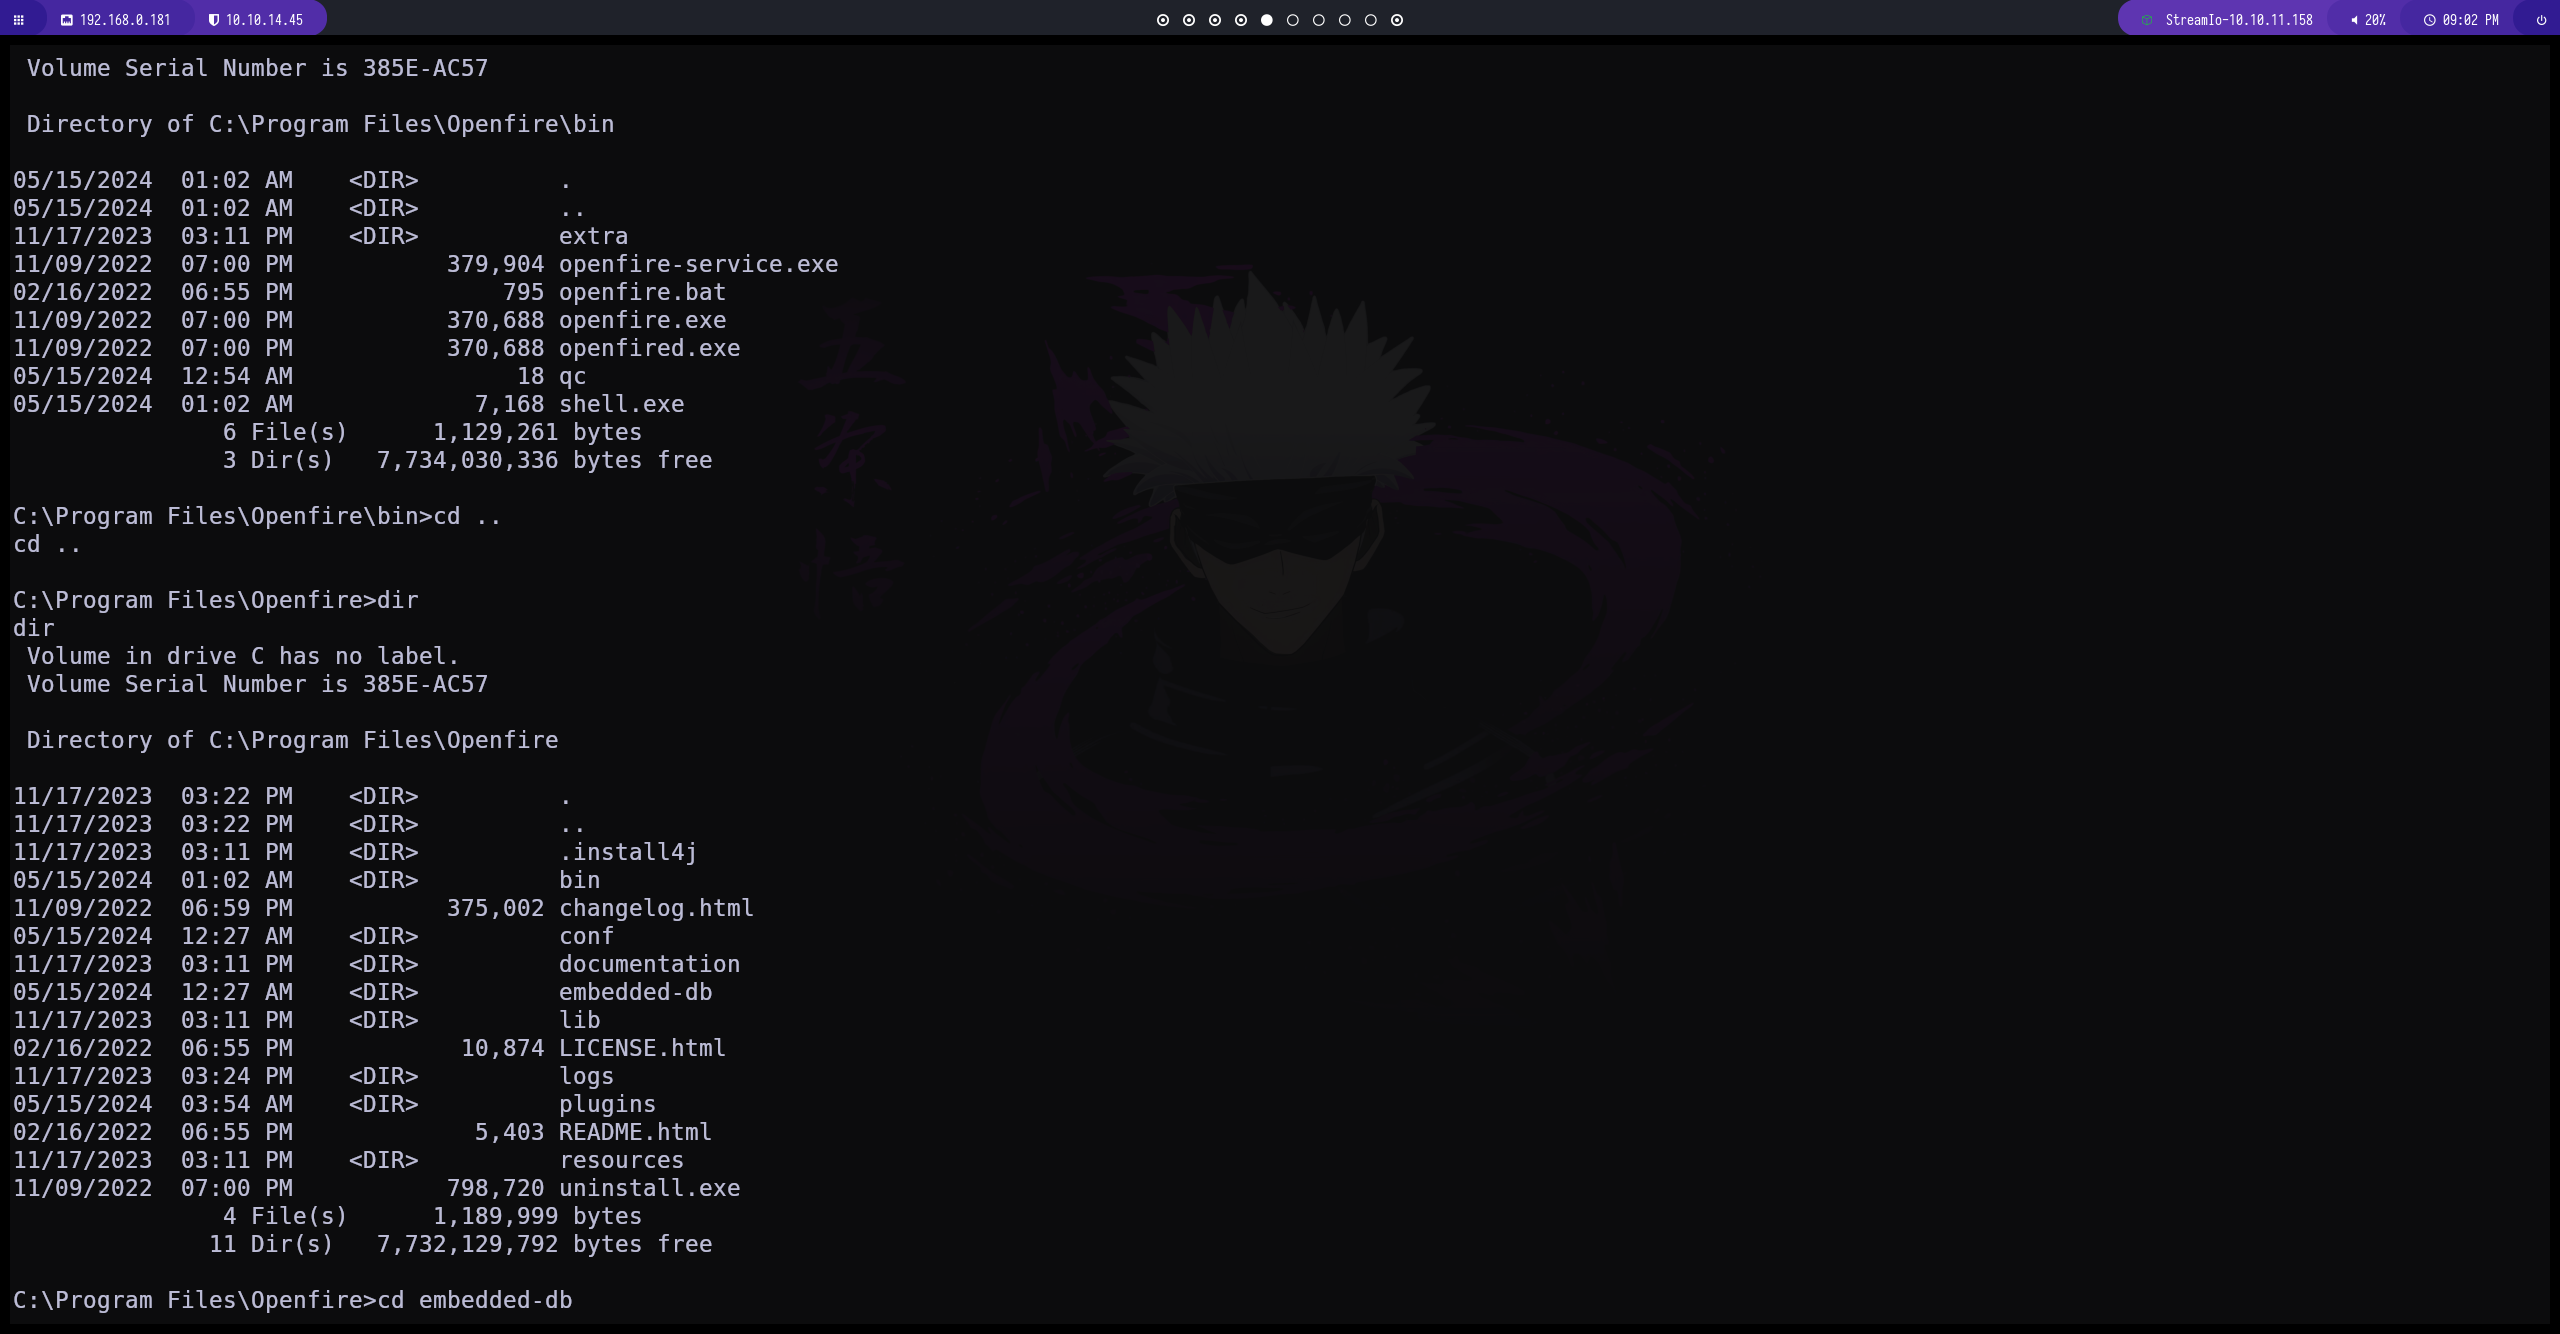 192.168.0.181 10.10.14.45 StreamIo-10.10.11.158 20% 09:02 PM
Volume Serial Number is 385E-AC57
Directory of C:\Program Files\Openfire\bin
05/15/2024 01:02 AM <DIR> .
05/15/2024 01:02 AM <DIR> ..
11/17/2023 03:11 PM <DIR> extra
11/09/2022 07:00 PM 379,904 openfire-service.exe
02/16/2022 06:55 PM 795 openfire.bat
11/09/2022 07:00 PM 370,688 openfire.exe
11/09/2022 07:00 PM 370,688 openfired.exe
05/15/2024 12:54 AM 18 qc
05/15/2024 01:02 AM 7,168 shell.exe
6 File(s) 1,129,261 bytes
3 Dir(s) 7,734,030,336 bytes free
C:\Program Files\Openfire\bin>cd ..
cd ..
C:\Program Files\Openfire>dir
dir
Volume in drive C has no label.
Volume Serial Number is 385E-AC57
Directory of C:\Program Files\Openfire
11/17/2023 03:22 PM <DIR> .
11/17/2023 03:22 PM <DIR> ..
11/17/2023 03:11 PM <DIR> .install4j
05/15/2024 01:02 AM <DIR> bin
11/09/2022 06:59 PM 375,002 changelog.html
05/15/2024 12:27 AM <DIR> conf
11/17/2023 03:11 PM <DIR> documentation
05/15/2024 12:27 AM <DIR> embedded-db
11/17/2023 03:11 PM <DIR> lib
02/16/2022 06:55 PM 10,874 LICENSE.html
11/17/2023 03:24 PM <DIR> logs
05/15/2024 03:54 AM <DIR> plugins
02/16/2022 06:55 PM 5,403 README.html
11/17/2023 03:11 PM <DIR> resources
11/09/2022 07:00 PM 798,720 uninstall.exe
4 File(s) 1,189,999 bytes
11 Dir(s) 7,732,129,792 bytes free
C:\Program Files\Openfire>cd embedded-db
五条悟